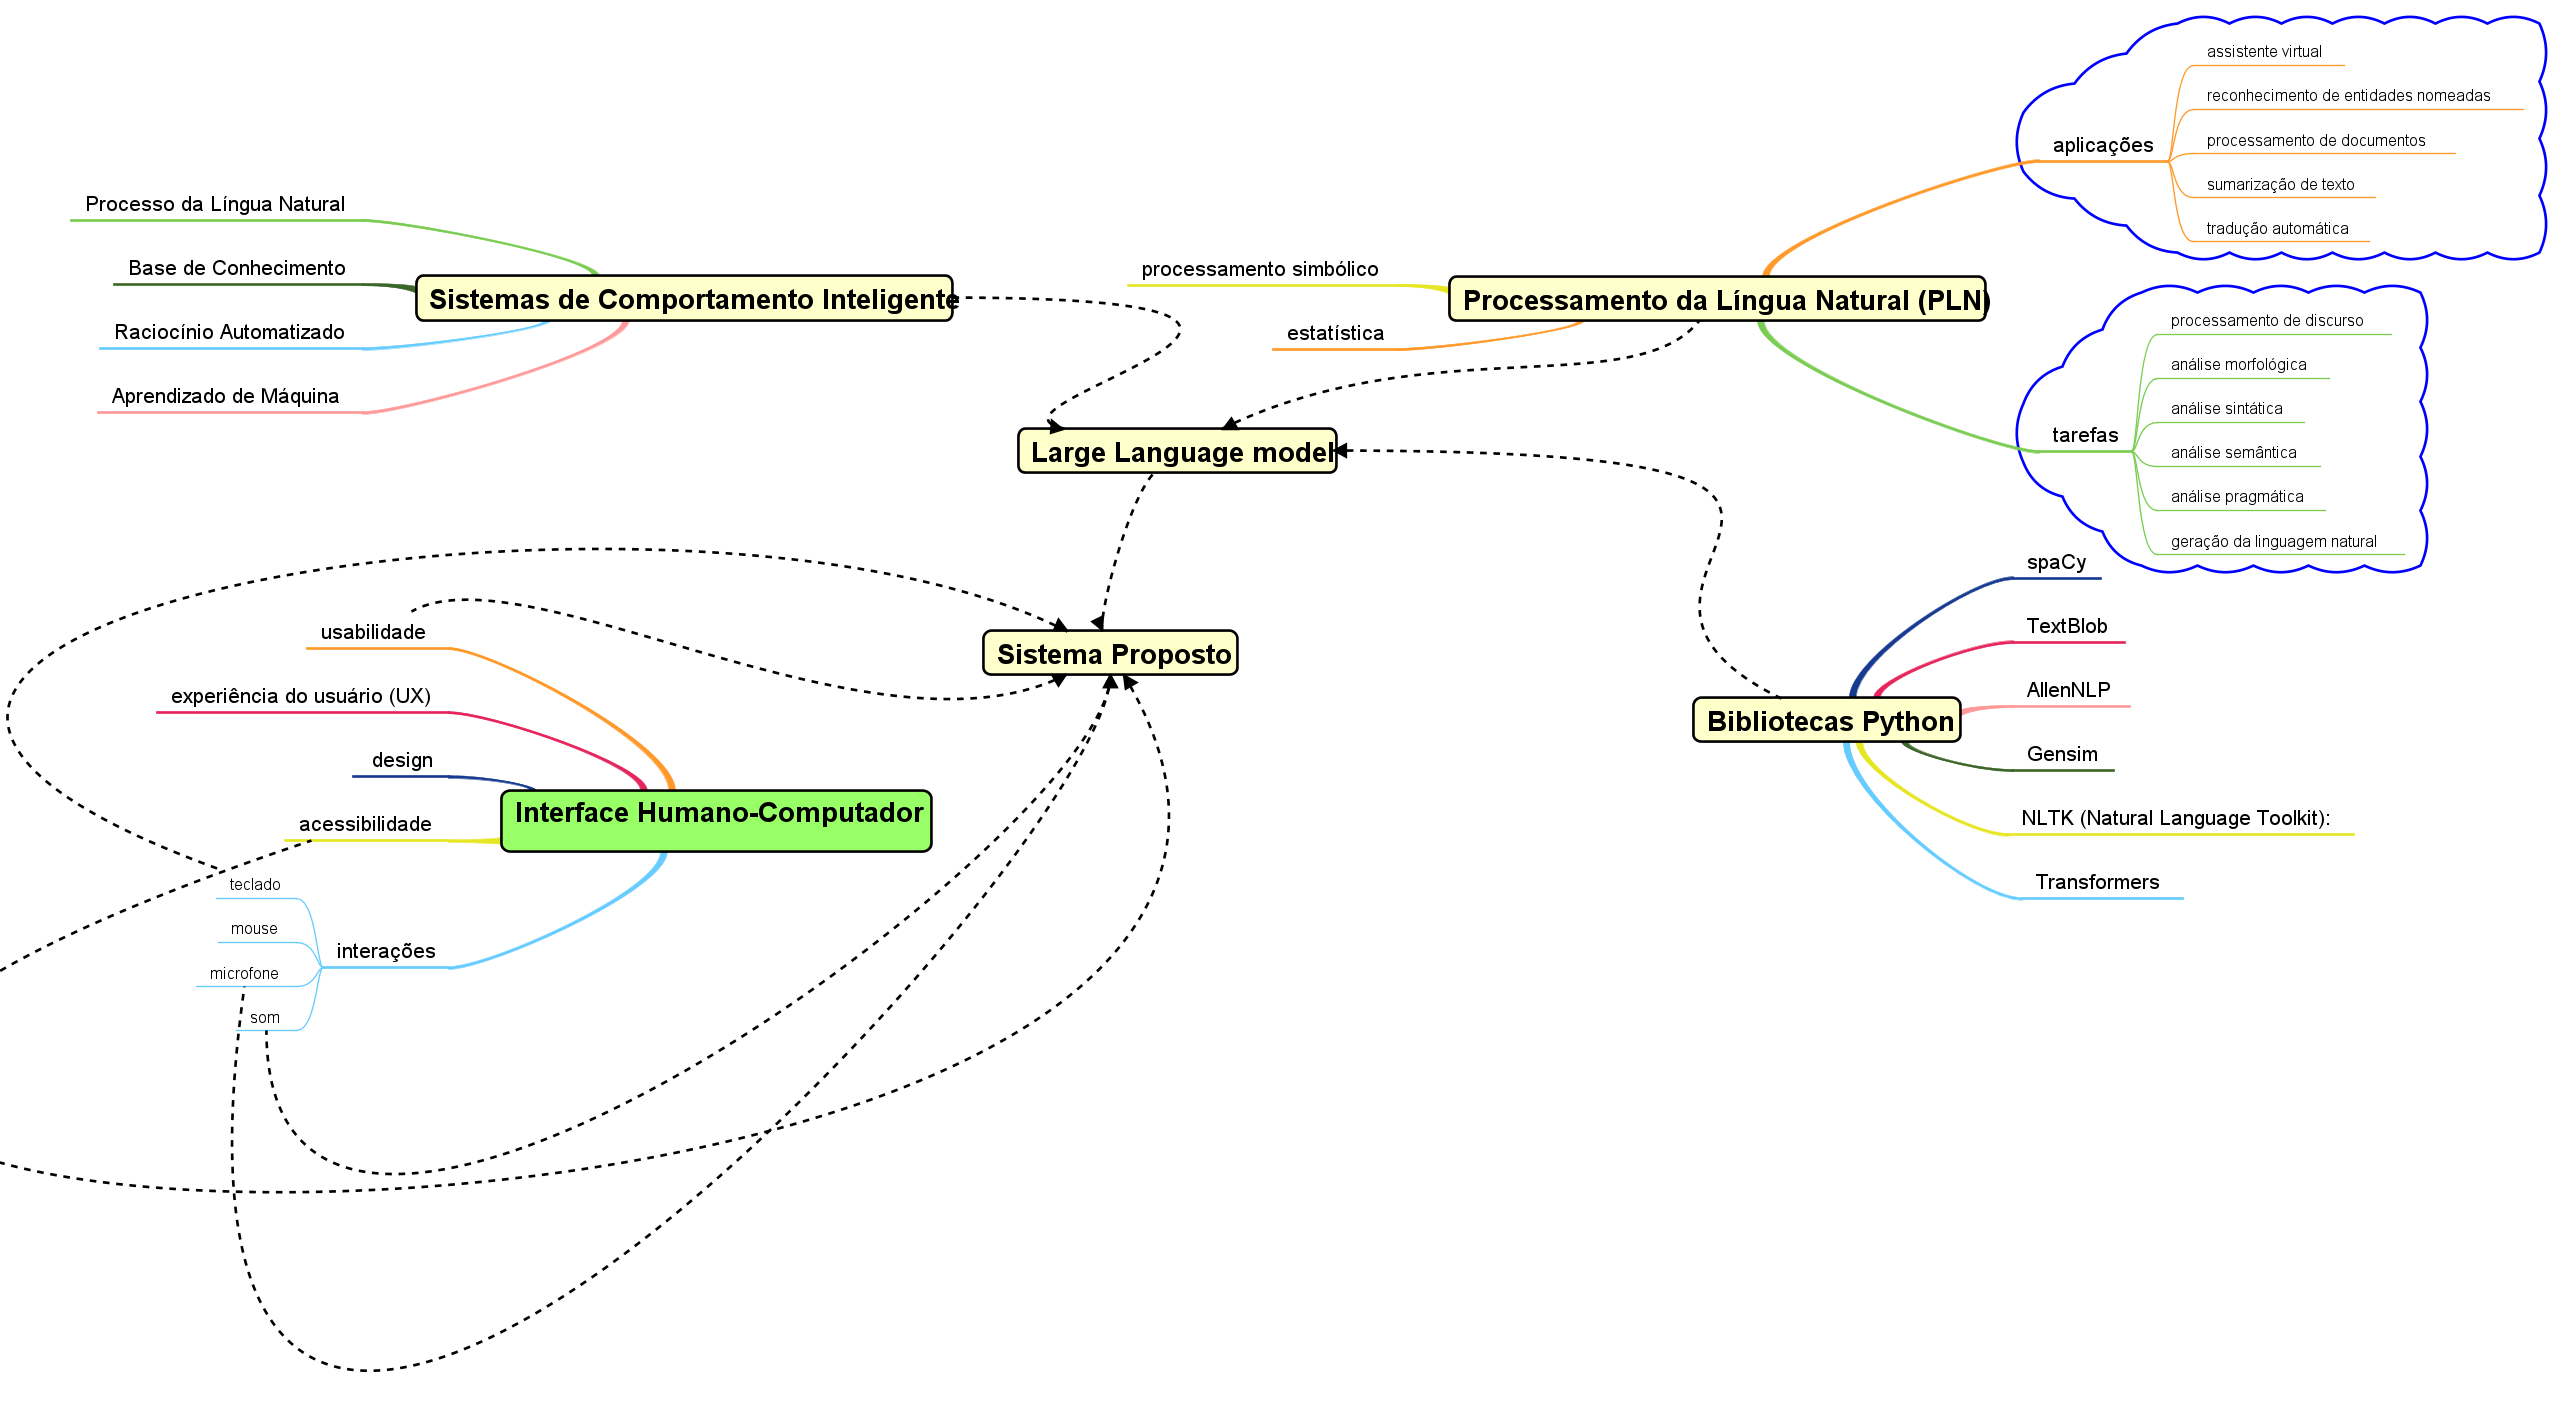 Processo da Língua Natural
Base de Conhecimento
Raciocínio Automatizado
Aprendizado de Máquina
Sistemas de Comportamento Inteligente
processamento simbólico
estatística
Processamento da Língua Natural (PLN)
aplicações
assistente virtual
reconhecimento de entidades nomeadas
processamento de documentos
sumarização de texto
tradução automática
tarefas
processamento de discurso
análise morfológica
análise sintática
análise semântica
análise pragmática
geração da linguagem natural
Large Language model
Sistema Proposto
usabilidade
experiência do usuário (UX)
design
acessibilidade
Interface Humano-Computador
interações
teclado
mouse
microfone
som
Bibliotecas Python
spaCy
TextBlob
AllenNLP
Gensim
NLTK (Natural Language Toolkit):
Transformers